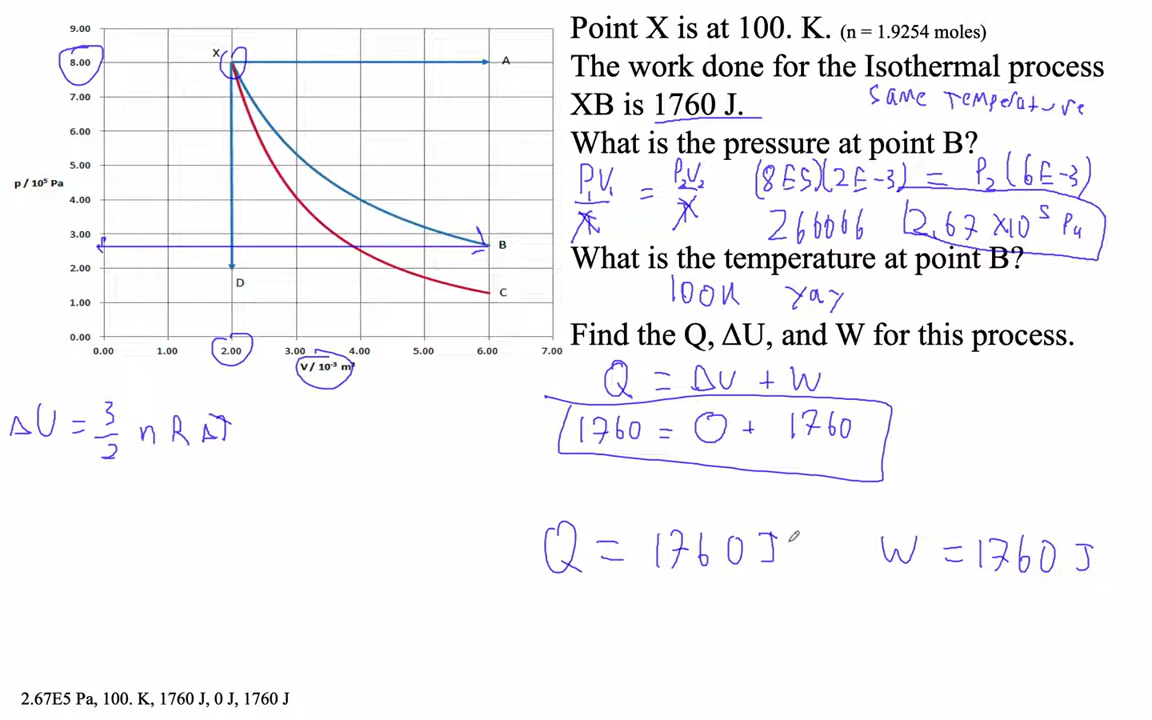 Point X is at 100. K. (n = 1.9254 moles)
The work done for the Isothermal process
XB is 1760 J.
same Temperature
What is the pressure at point B?
P₁V₁/T = P₂V₂/T (8E5)(2E-3) = P₂(6E-3)
266066 2.67 x10⁵ Pa
What is the temperature at point B?
100K yay
Find the Q, ΔU, and W for this process.
Q = ΔU + W
1760 = 0 + 1760
Q = 1760 J W = 1760 J
9.00
8.00
7.00
6.00
5.00
4.00
3.00
2.00
1.00
0.00
p / 10⁵ Pa
X
A
B
C
D
0.00 1.00 2.00 3.00 4.00 5.00 6.00 7.00
V / 10⁻³ m³
ΔU = 3/2 n R ΔT
2.67E5 Pa, 100. K, 1760 J, 0 J, 1760 J